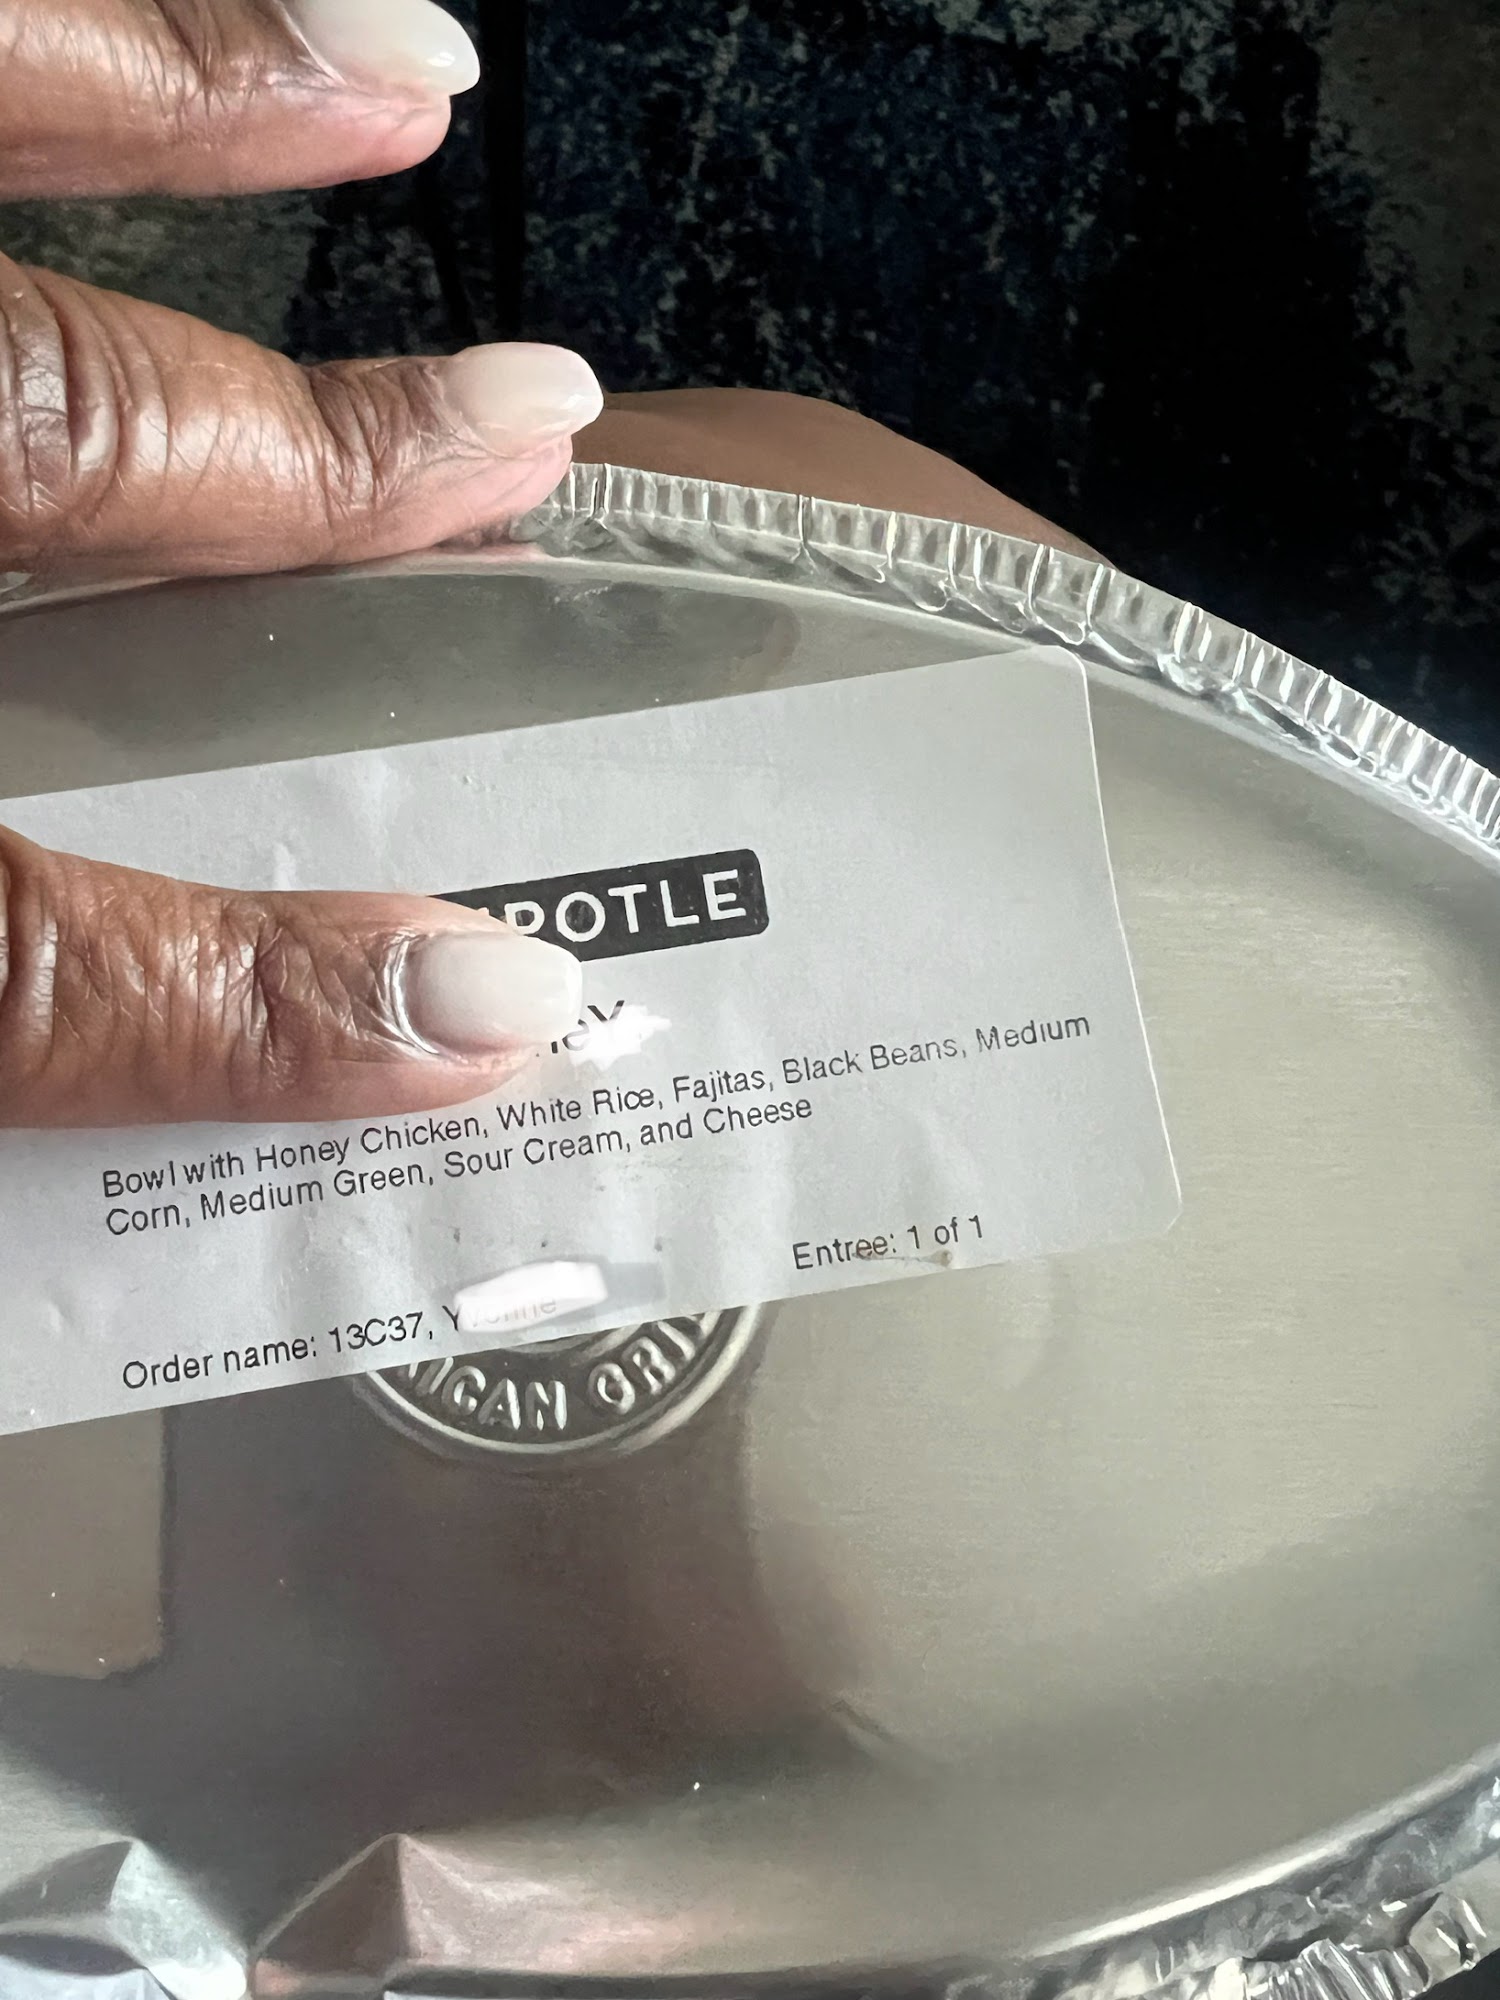 POTLE
Bowl with Honey Chicken, White Rice, Fajitas, Black Beans, Medium
Corn, Medium Green, Sour Cream, and Cheese
Entree: 1 of 1
Order name: 13C37, Y
ICAN GRI